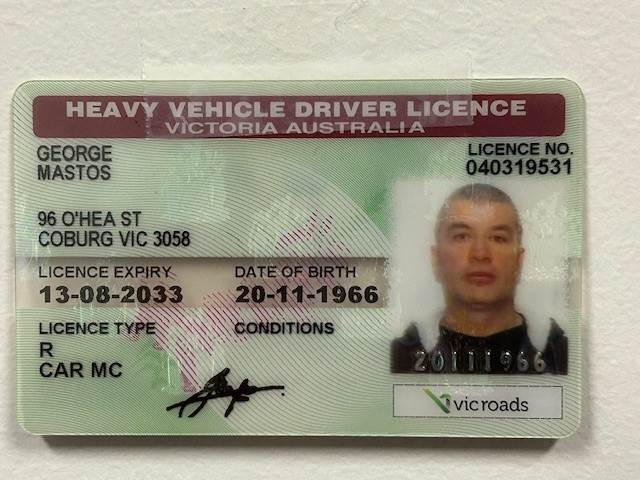 HEAVY VEHICLE DRIVER LICENCE
VICTORIA AUSTRALIA
GEORGE
MASTOS
LICENCE NO.
040319531
96 O'HEA ST
COBURG VIC 3058
LICENCE EXPIRY
13-08-2033
DATE OF BIRTH
20-11-1966
LICENCE TYPE
R
CAR MC
CONDITIONS
20111966
vicroads